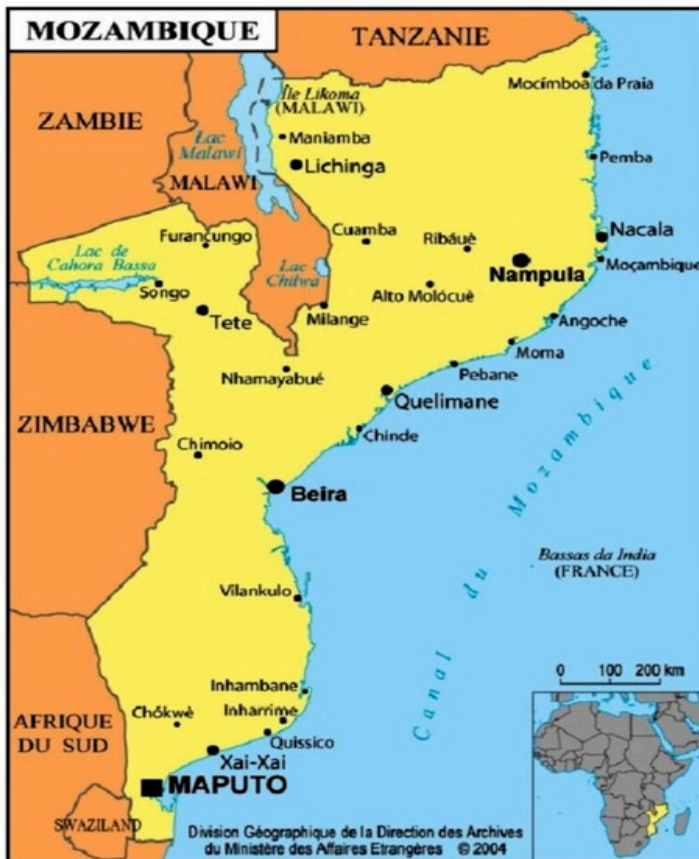 MOZAMBIQUE
TANZANIE
Mocímboa da Praia
Île Likoma
(MALAWI)
ZAMBIE
Lac
Malawi
Maniamba
Lichinga
Pemba
MALAWI
Furancungo
Cuamba
Ribáuè
Nacala
Lac de
Cahora Bassa
Nampula
Moçambique
Lac
Chilwa
Songo
Alto Molócuè
Tete
Milange
Angoche
Moma
Nhamayabué
Pebane
ZIMBABWE
Quelimane
Chinde
Chimoio
Beira
Canal du Mozambique
Bassas da India
(FRANCE)
Vilankulo
0 100 200 km
Inhambane
AFRIQUE
DU SUD
Chókwè
Inharrime
Quissico
Xai-Xai
MAPUTO
SWAZILAND
Division Géographique de la Direction des Archives
du Ministère des Affaires Etrangères © 2004